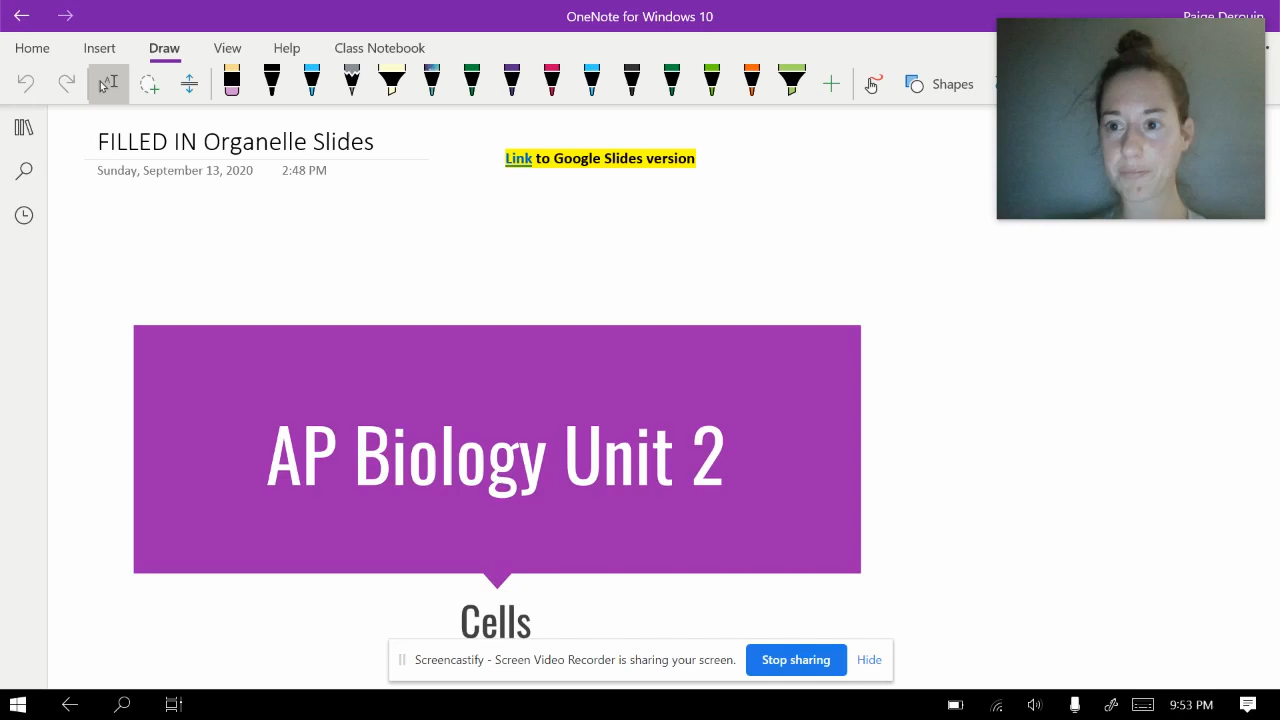 OneNote for Windows 10
Paige Derouin
Home Insert Draw View Help Class Notebook
Shapes
FILLED IN Organelle Slides
Link to Google Slides version
Sunday, September 13, 2020 2:48 PM
AP Biology Unit 2
Cells
Screencastify - Screen Video Recorder is sharing your screen. Stop sharing Hide
9:53 PM